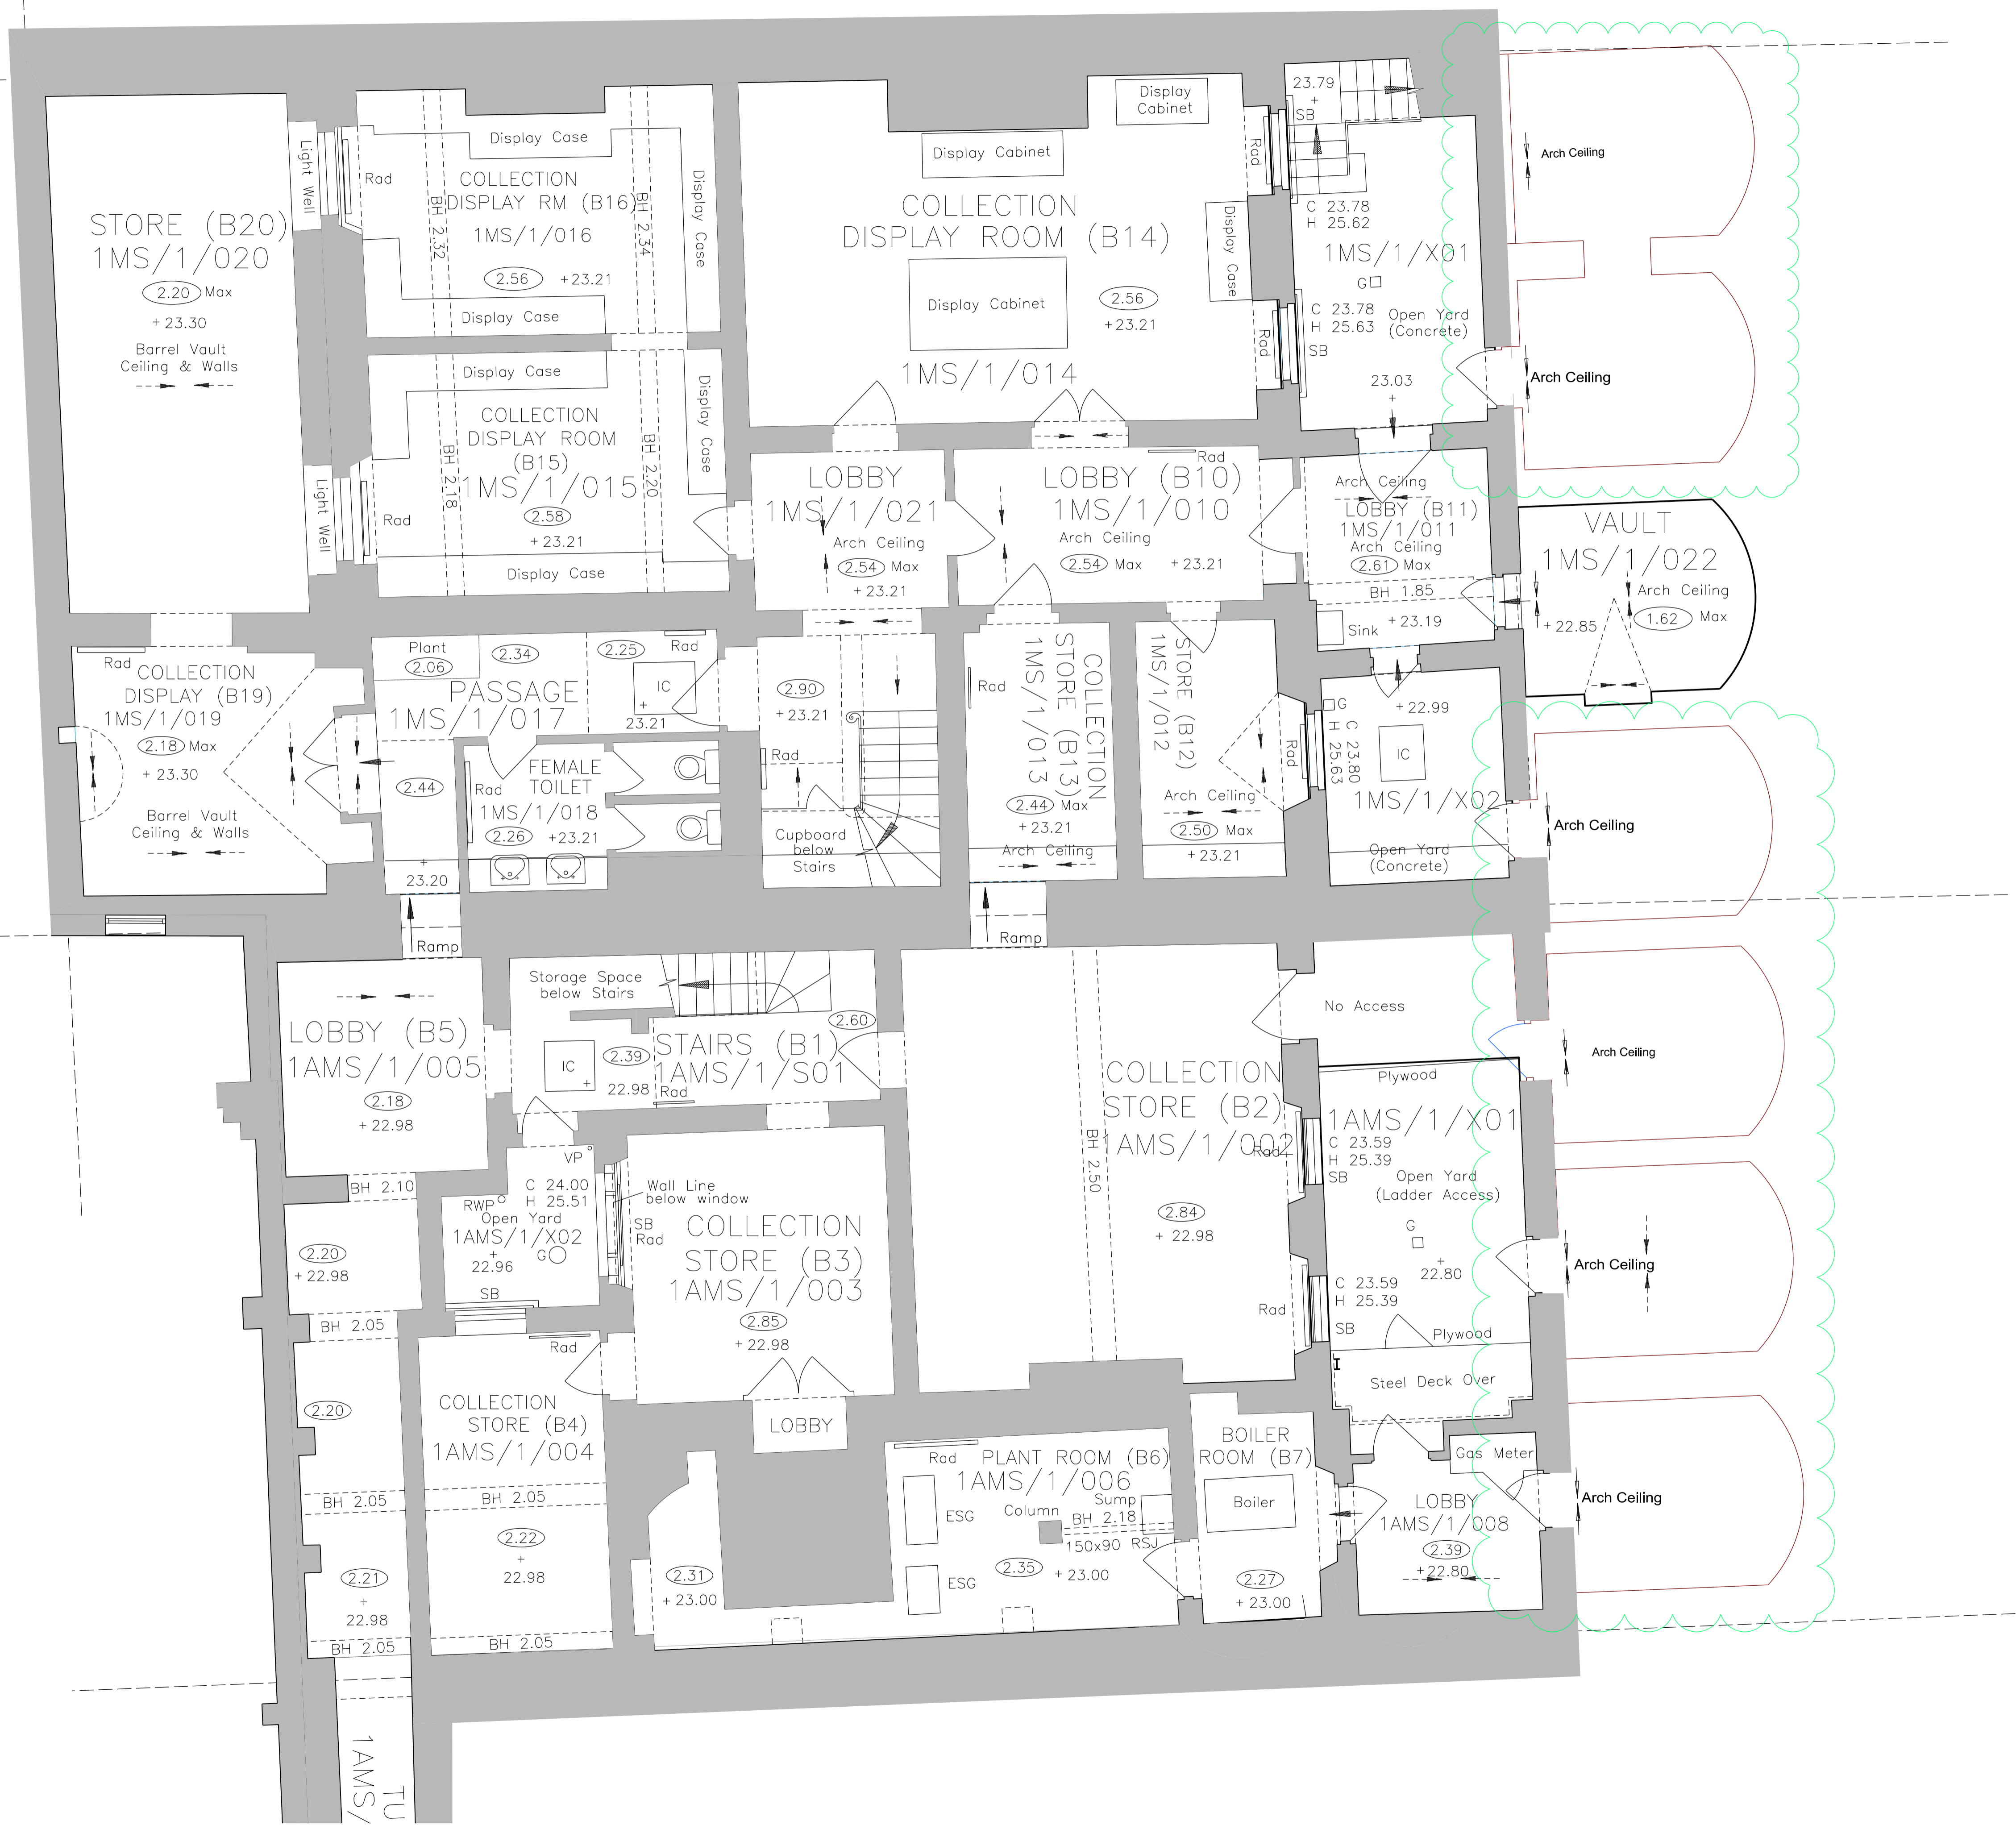 STORE (B20)
1MS/1/020
2.20 Max
+ 23.30
Barrel Vault
Ceiling & Walls
Light Well
Light Well
Rad
Display Case
COLLECTION
DISPLAY RM (B16)
1MS/1/016
2.56 +23.21
BH 2.32
BH 2.34
Display Case
Display Case
Display Case
COLLECTION
DISPLAY ROOM
(B15)
1MS/1/015
2.58
+ 23.21
BH 2.18
BH 2.20
Display Case
Rad
Display Case
Display Cabinet
Display
Cabinet
COLLECTION
DISPLAY ROOM (B14)
Display Cabinet
2.56
+23.21
1MS/1/014
Display Case
Rad
Rad
23.79
+
SB
C 23.78
H 25.62
1MS/1/X01
G
C 23.78
H 25.63
Open Yard
(Concrete)
SB
23.03
+
Arch Ceiling
Arch Ceiling
LOBBY
1MS/1/021
Arch Ceiling
2.54 Max
+ 23.21
Rad
LOBBY (B10)
1MS/1/010
Arch Ceiling
2.54 Max +23.21
Arch Ceiling
LOBBY (B11)
1MS/1/011
Arch Ceiling
2.61 Max
BH 1.85
+23.19
Sink
VAULT
1MS/1/022
Arch Ceiling
1.62 Max
+22.85
Rad
COLLECTION
DISPLAY (B19)
1MS/1/019
2.18 Max
+ 23.30
Barrel Vault
Ceiling & Walls
Plant
2.06
2.34
2.25
Rad
PASSAGE
1MS/1/017
IC
+
23.21
2.44
+
23.20
FEMALE
TOILET
Rad
1MS/1/018
2.26 +23.21
2.90
+23.21
Rad
Cupboard
below
Stairs
COLLECTION
STORE (B13)
1MS/1/013
Rad
2.44 Max
+ 23.21
Arch Ceiling
STORE (B12)
1MS/1/012
Arch Ceiling
2.50 Max
+ 23.21
Rad
G
C 23.80
H 25.63
+22.99
IC
1MS/1/X02
Open Yard
(Concrete)
Arch Ceiling
Ramp
Ramp
LOBBY (B5)
1AMS/1/005
2.18
+ 22.98
Storage Space
below Stairs
2.60
STAIRS (B1)
1AMS/1/S01
2.39
IC
+
22.98
Rad
No Access
Arch Ceiling
COLLECTION
STORE (B2)
1AMS/1/002
Rad
BH 2.50
2.84
+ 22.98
Rad
Plywood
1AMS/1/X01
C 23.59
H 25.39
SB
Open Yard
(Ladder Access)
G
+
22.80
C 23.59
H 25.39
SB
Plywood
Steel Deck Over
Arch Ceiling
BH 2.10
VP
C 24.00
H 25.51
RWP
Open Yard
1AMS/1/X02
+
22.96
G
SB
Wall Line
below window
SB
Rad
COLLECTION
STORE (B3)
1AMS/1/003
2.85
+ 22.98
2.20
+ 22.98
BH 2.05
2.20
Rad
COLLECTION
STORE (B4)
1AMS/1/004
BH 2.05
BH 2.05
2.22
+
22.98
2.21
+
22.98
BH 2.05
BH 2.05
LOBBY
2.31
+ 23.00
Rad
PLANT ROOM (B6)
1AMS/1/006
ESG
Column
Sump
BH 2.18
150x90 RSJ
ESG
2.35 + 23.00
BOILER
ROOM (B7)
Boiler
2.27
+ 23.00
Gas Meter
LOBBY
1AMS/1/008
2.39
+22.80
Arch Ceiling
TU
1AMS/